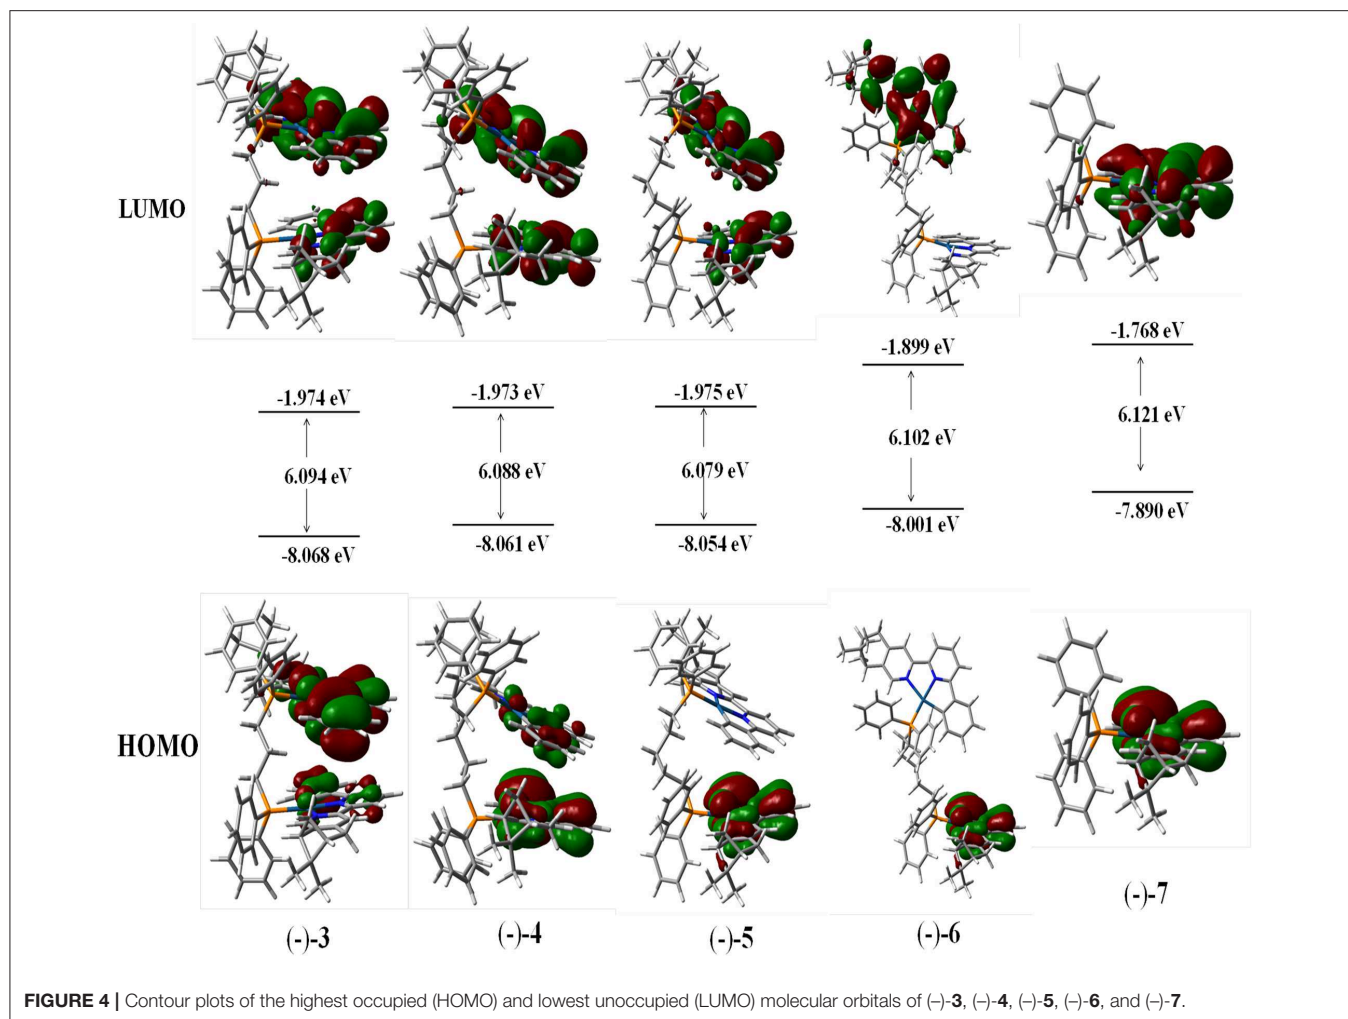 LUMO
-1.974 eV
6.094 eV
-8.068 eV
-1.973 eV
6.088 eV
-8.061 eV
-1.975 eV
6.079 eV
-8.054 eV
-1.899 eV
6.102 eV
-8.001 eV
-1.768 eV
6.121 eV
-7.890 eV
HOMO
(-)-3
(-)-4
(-)-5
(-)-6
(-)-7
FIGURE 4 | Contour plots of the highest occupied (HOMO) and lowest unoccupied (LUMO) molecular orbitals of (–)-3, (–)-4, (–)-5, (–)-6, and (–)-7.